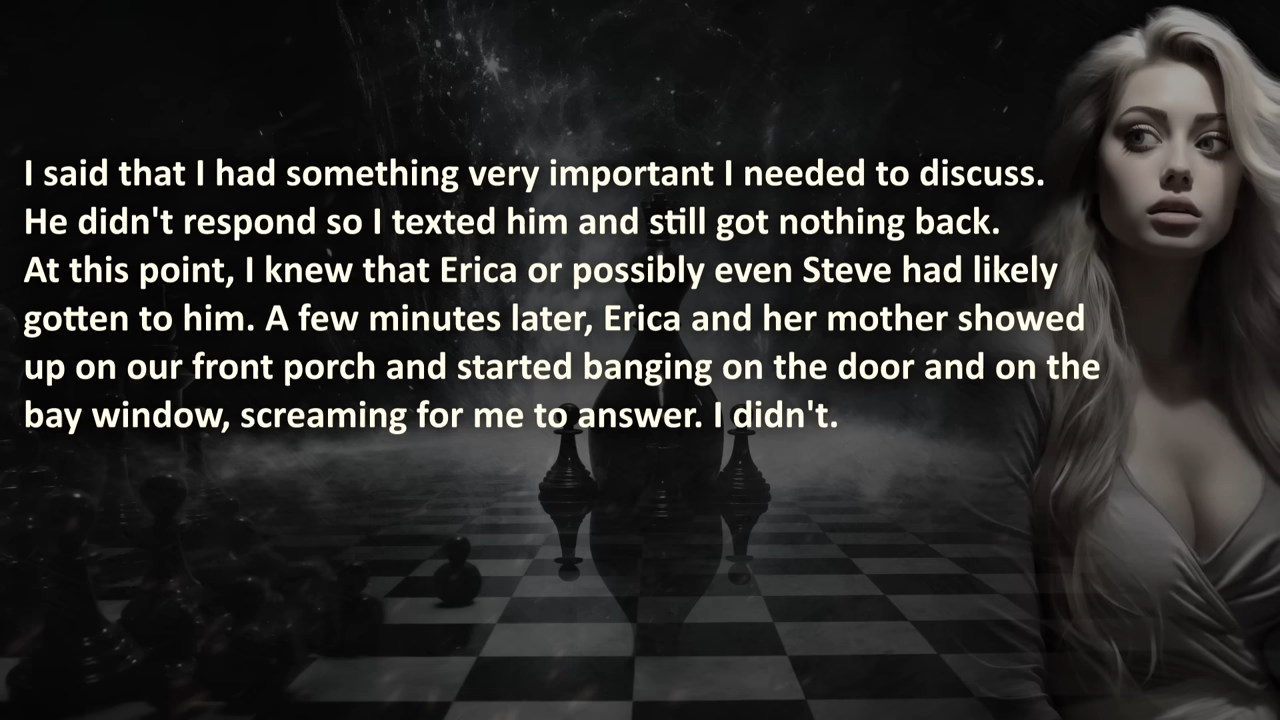 I said that I had something very important I needed to discuss.
He didn't respond so I texted him and still got nothing back.
At this point, I knew that Erica or possibly even Steve had likely
gotten to him. A few minutes later, Erica and her mother showed
up on our front porch and started banging on the door and on the
bay window, screaming for me to answer. I didn't.